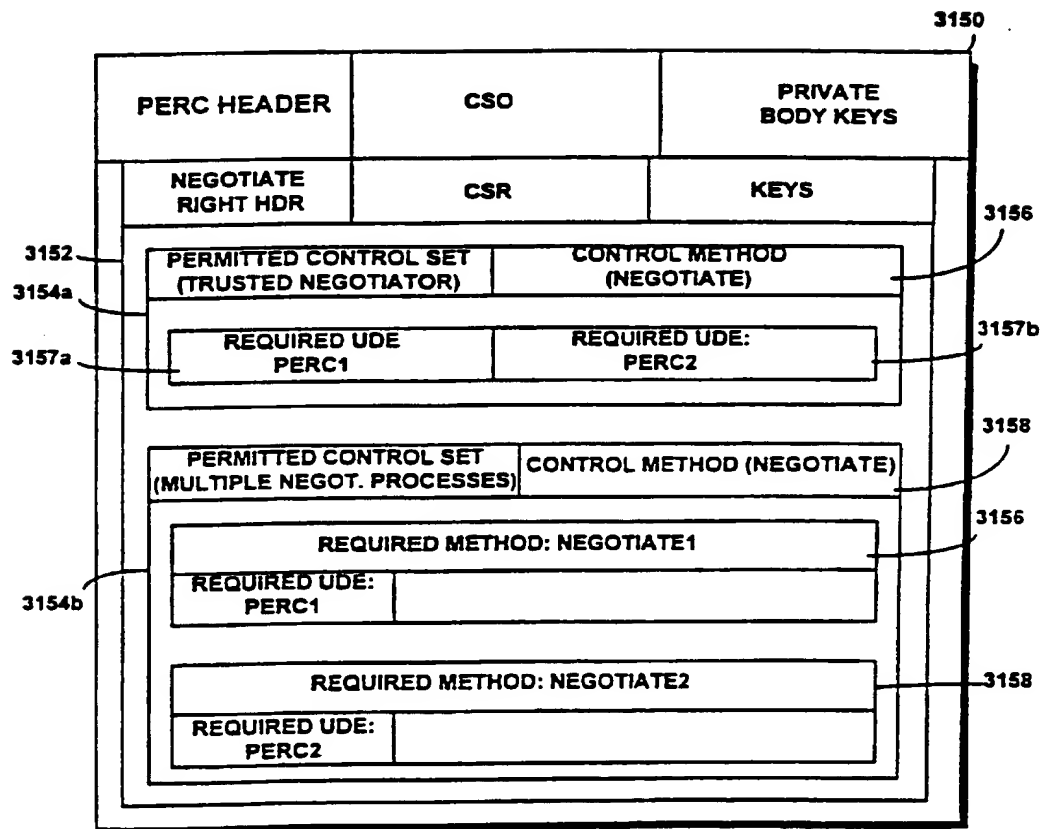 3150
PERC HEADER
CSO
PRIVATE
BODY KEYS
NEGOTIATE
RIGHT HDR
CSR
KEYS
3156
3152
PERMITTED CONTROL SET
(TRUSTED NEGOTIATOR)
CONTROL METHOD
(NEGOTIATE)
3154a
3157a
REQUIRED UDE
PERC1
REQUIRED UDE:
PERC2
3157b
3158
PERMITTED CONTROL SET
(MULTIPLE NEGOT. PROCESSES)
CONTROL METHOD (NEGOTIATE)
3156
REQUIRED METHOD: NEGOTIATE1
REQUIRED UDE:
PERC1
3154b
REQUIRED METHOD: NEGOTIATE2
3158
REQUIRED UDE:
PERC2